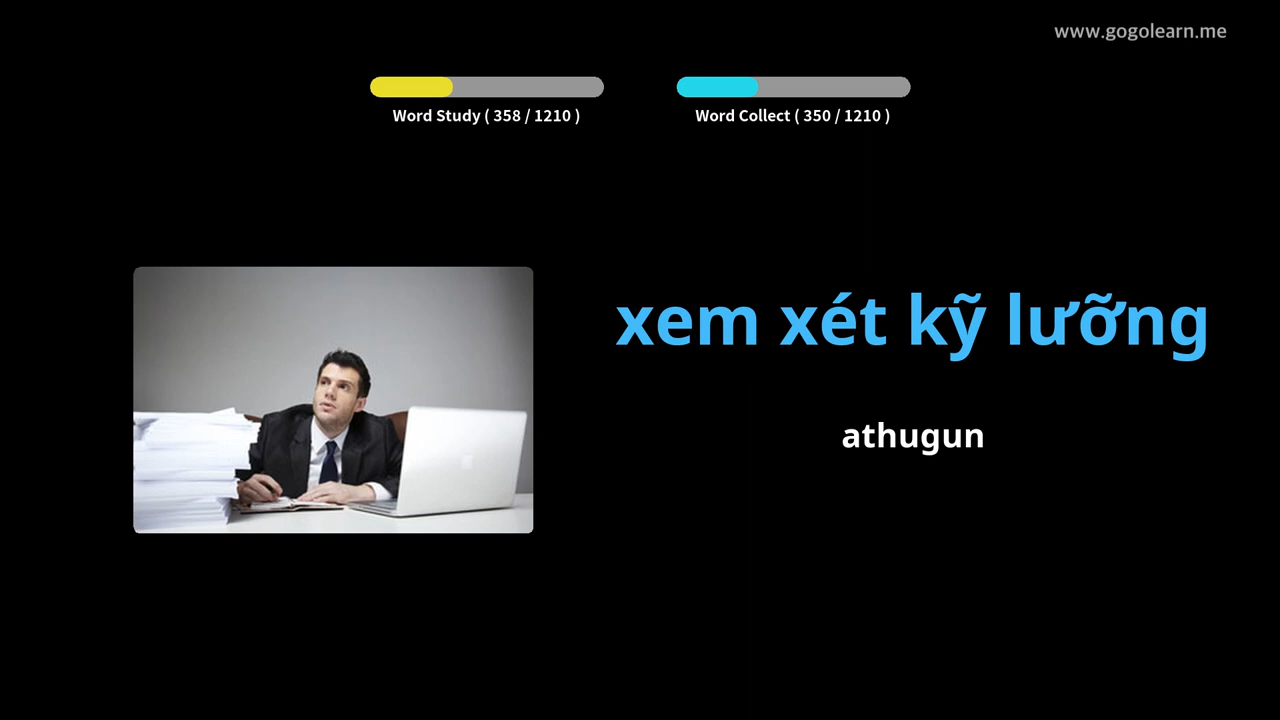 www.gogolearn.me
Word Study ( 358 / 1210 )
Word Collect ( 350 / 1210 )
xem xét kỹ lưỡng
athugun